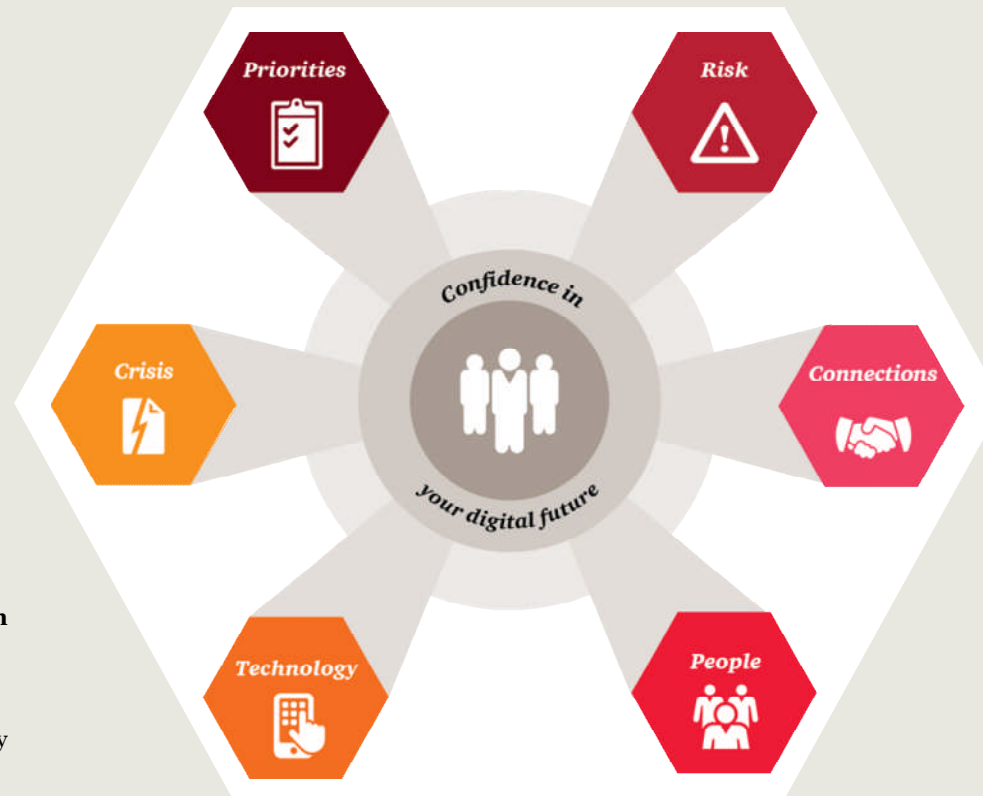 Priorities
Risk
Confidence in
Crisis
Connections
your digital future
Technology
People